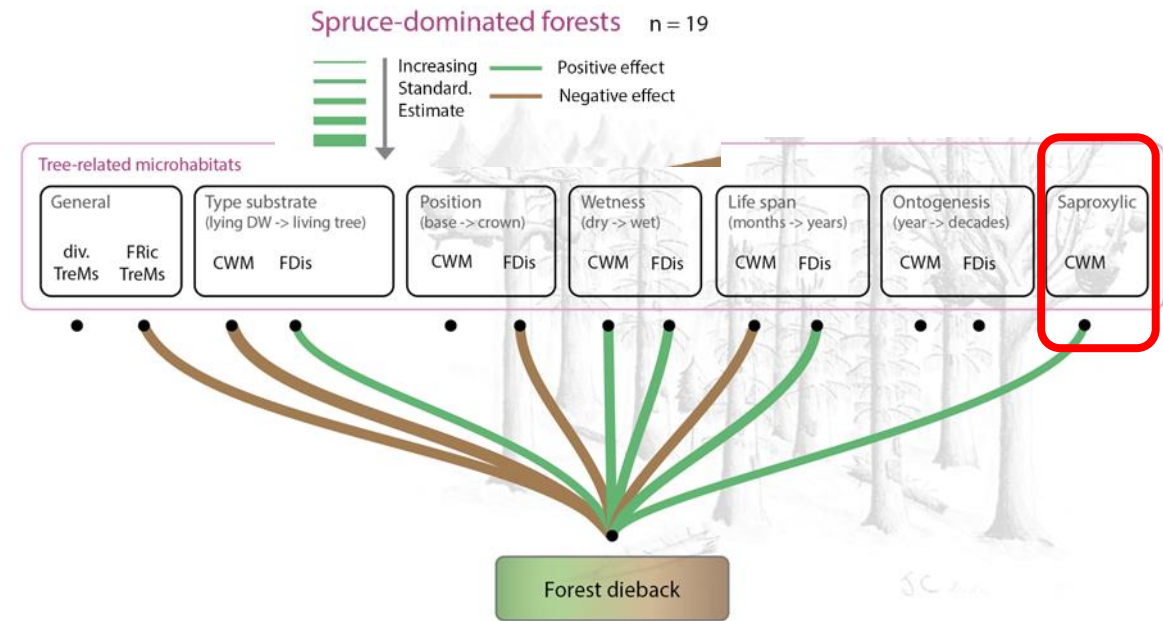 Spruce-dominated forests n = 19
Increasing
Standard.
Estimate
Positive effect
Negative effect
Tree-related microhabitats
General
div.
TreMs
FRic
TreMs
Type substrate
(lying DW -> living tree)
CWM FDis
Position
(base -> crown)
CWM FDis
Wetness
(dry -> wet)
CWM FDis
Life span
(months -> years)
CWM FDis
Ontogenesis
(year -> decades)
CWM FDis
Saproxylic
CWM
Forest dieback